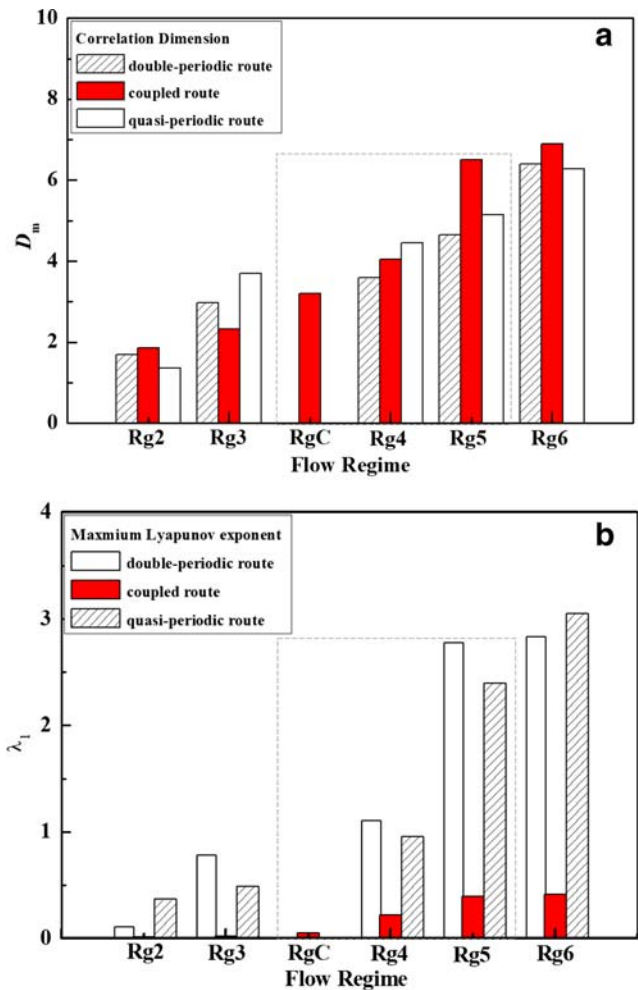 a
Correlation Dimension
double-periodic route
coupled route
quasi-periodic route
10
8
6
4
2
0
Dm
Rg2 Rg3 RgC Rg4 Rg5 Rg6
Flow Regime
b
Maxmium Lyapunov exponent
double-periodic route
coupled route
quasi-periodic route
4
3
2
1
0
λ1
Rg2 Rg3 RgC Rg4 Rg5 Rg6
Flow Regime